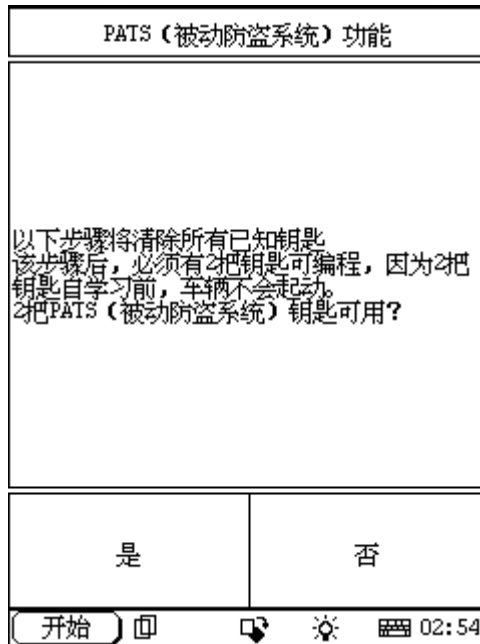 PATS（被动防盗系统）功能
以下步骤将清除所有已知钥匙
该步骤后，必须有2把钥匙可编程，因为2把
钥匙自学习前，车辆不会起动。
2把PATS（被动防盗系统）钥匙可用?
是
否
开始
02:54